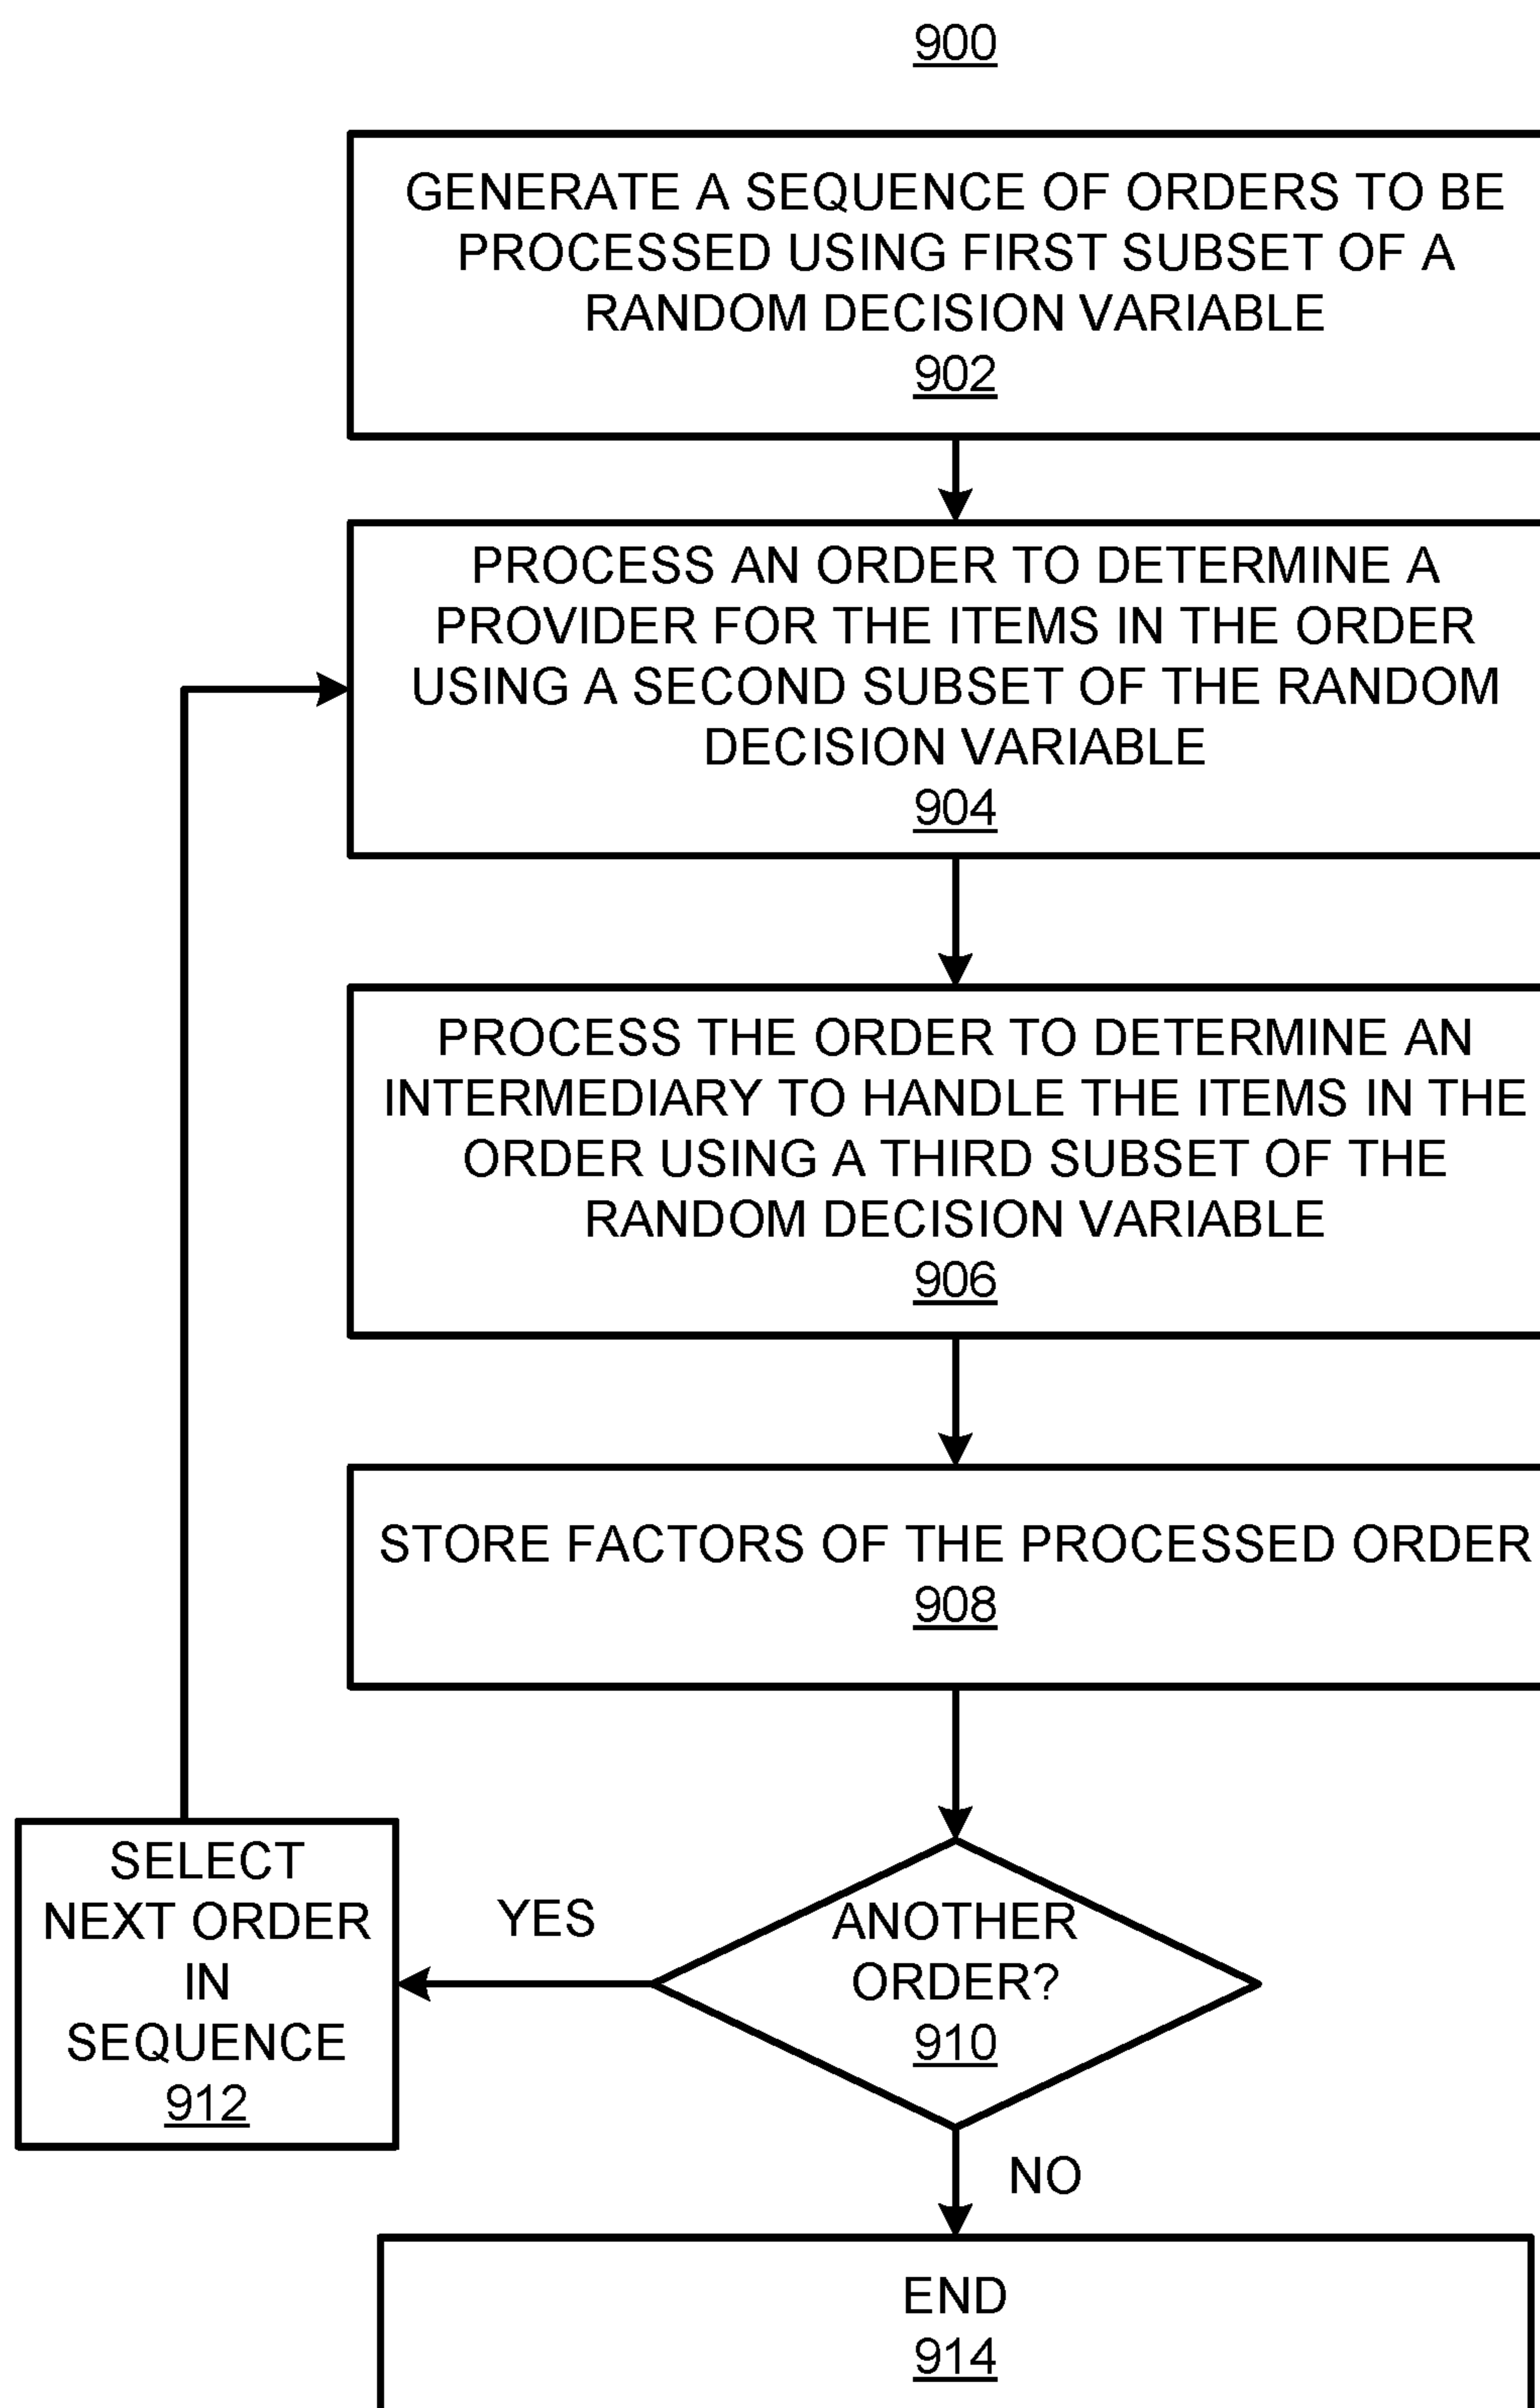 900
GENERATE A SEQUENCE OF ORDERS TO BE
PROCESSED USING FIRST SUBSET OF A
RANDOM DECISION VARIABLE
902
PROCESS AN ORDER TO DETERMINE A
PROVIDER FOR THE ITEMS IN THE ORDER
USING A SECOND SUBSET OF THE RANDOM
DECISION VARIABLE
904
PROCESS THE ORDER TO DETERMINE AN
INTERMEDIARY TO HANDLE THE ITEMS IN THE
ORDER USING A THIRD SUBSET OF THE
RANDOM DECISION VARIABLE
906
STORE FACTORS OF THE PROCESSED ORDER
908
ANOTHER
ORDER?
910
YES
SELECT
NEXT ORDER
IN
SEQUENCE
912
NO
END
914